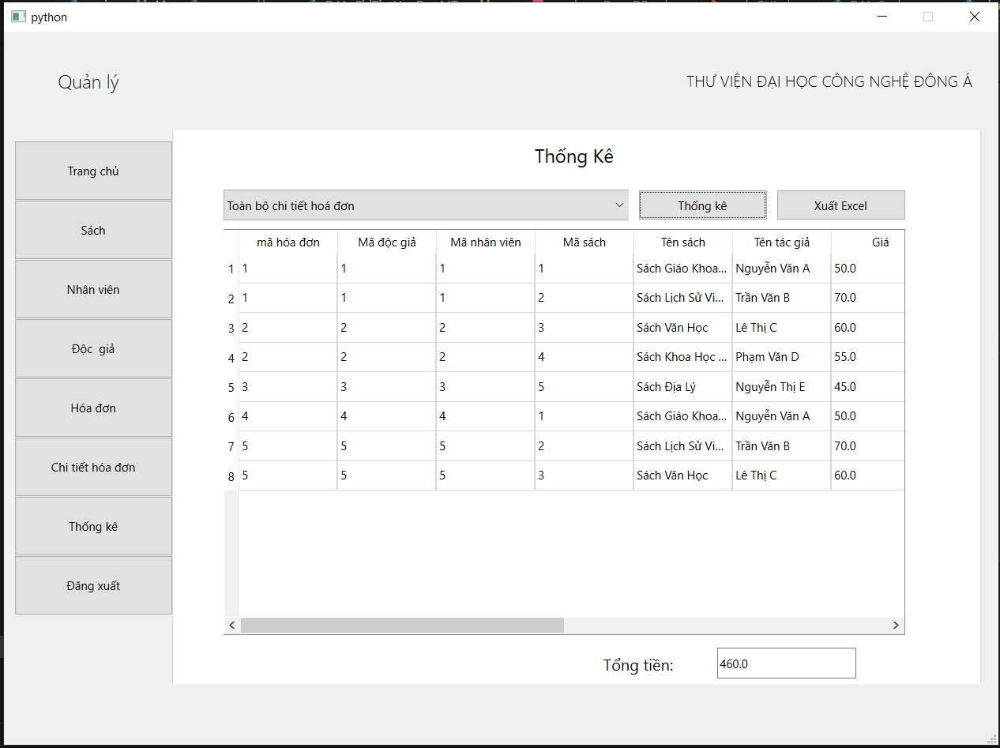 python
Quản lý
THƯ VIỆN ĐẠI HỌC CÔNG NGHỆ ĐÔNG Á
Trang chủ
Sách
Nhân viên
Độc  giả
Hóa đơn
Chi tiết hóa đơn
Thống kê
Đăng xuất
Thống Kê
Toàn bộ chi tiết hoá đơn Thống kê Xuất Excel
mã hóa đơn Mã độc giả Mã nhân viên Mã sách Tên sách Tên tác giả Giá
1 1 1 1 1 Sách Giáo Khoa... Nguyễn Văn A 50.0
2 1 1 1 2 Sách Lịch Sử Vi... Trần Văn B 70.0
3 2 2 2 3 Sách Văn Học Lê Thị C 60.0
4 2 2 2 4 Sách Khoa Học ... Phạm Văn D 55.0
5 3 3 3 5 Sách Địa Lý Nguyễn Thị E 45.0
6 4 4 4 1 Sách Giáo Khoa... Nguyễn Văn A 50.0
7 5 5 5 2 Sách Lịch Sử Vi... Trần Văn B 70.0
8 5 5 5 3 Sách Văn Học Lê Thị C 60.0
Tổng tiền: 460.0